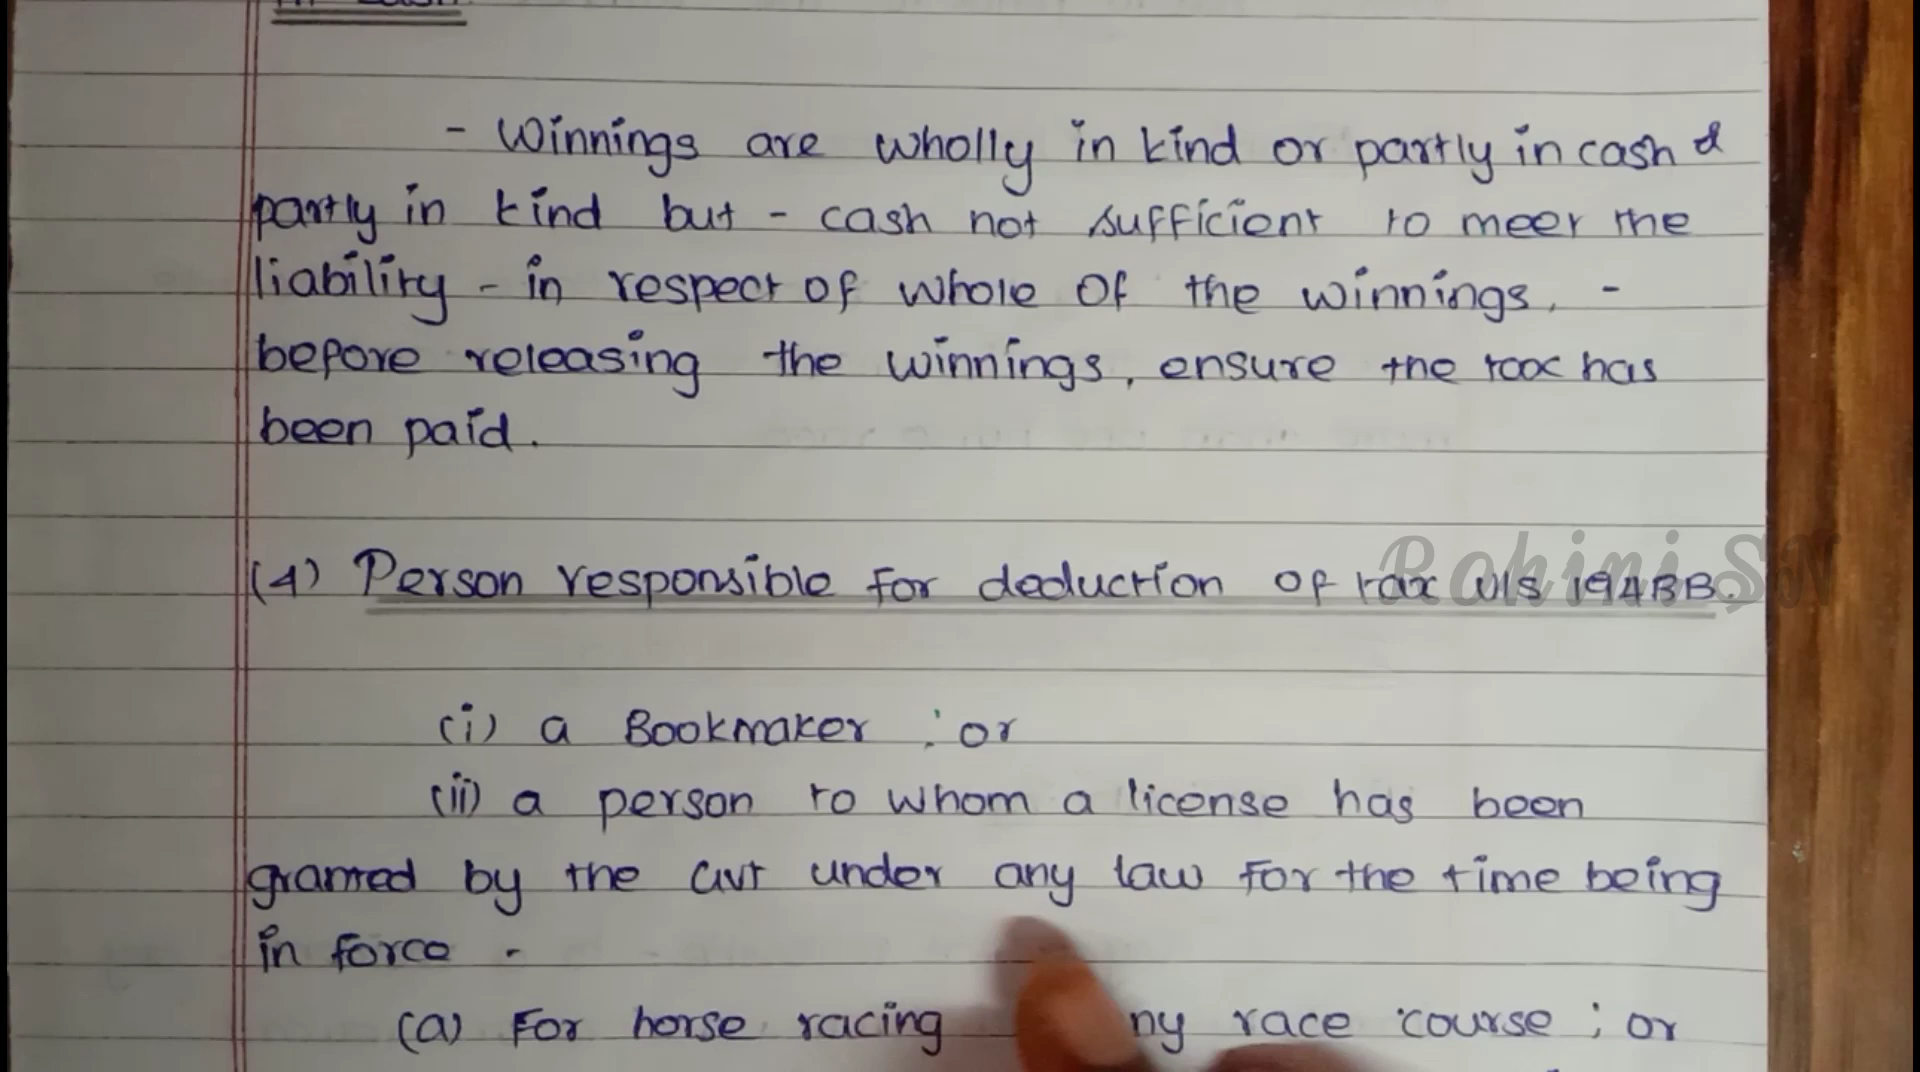 - Winnings are wholly in kind or partly in cash &
partly in kind but - cash not sufficient to meet the
liability - in respect of whole of the winnings, -
before releasing the winnings, ensure the tax has
been paid.
(4) Person responsible for deduction of tax u/s 194BB.
Rohini SW
(i) a Bookmaker ; or
(ii) a person to whom a license has been
granted by the Gvt under any law for the time being
in force -
(a) For horse racing ny race course ; or